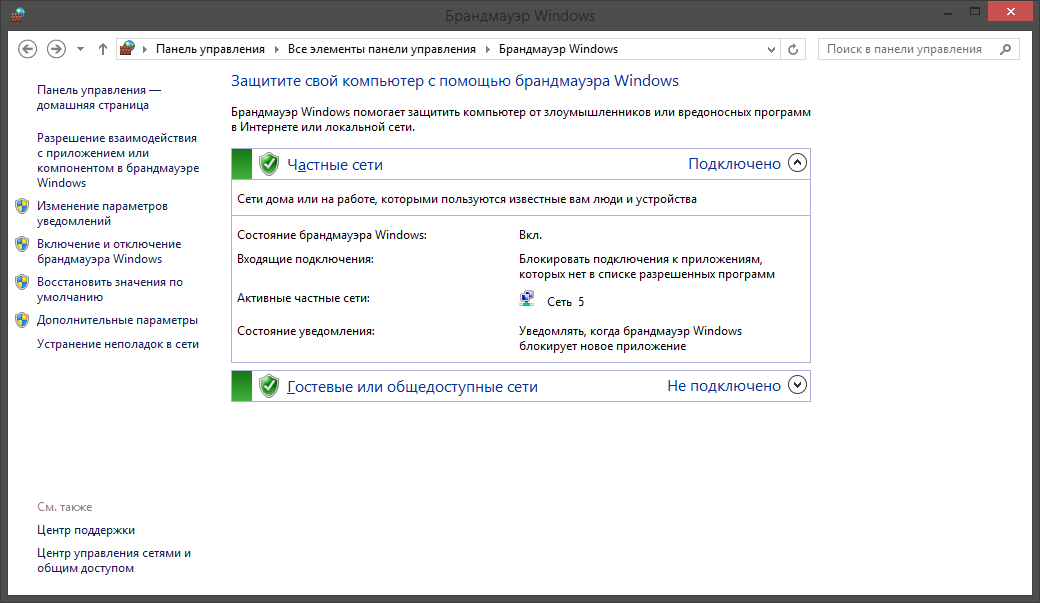 Брандмауэр Windows
Панель управления
Все элементы панели управления
Брандмауэр Windows
Поиск в панели управления
Панель управления —
домашняя страница
Разрешение взаимодействия
с приложением или
компонентом в брандмауэре
Windows
Изменение параметров
уведомлений
Включение и отключение
брандмауэра Windows
Восстановить значения по
умолчанию
Дополнительные параметры
Устранение неполадок в сети
Защитите свой компьютер с помощью брандмауэра Windows
Брандмауэр Windows помогает защитить компьютер от злоумышленников или вредоносных программ
в Интернете или локальной сети.
Частные сети Подключено
Сети дома или на работе, которыми пользуются известные вам люди и устройства
Состояние брандмауэра Windows: Вкл.
Входящие подключения: Блокировать подключения к приложениям,
которых нет в списке разрешенных программ
Активные частные сети: Сеть 5
Состояние уведомления: Уведомлять, когда брандмауэр Windows
блокирует новое приложение
Гостевые или общедоступные сети Не подключено
См. также
Центр поддержки
Центр управления сетями и
общим доступом